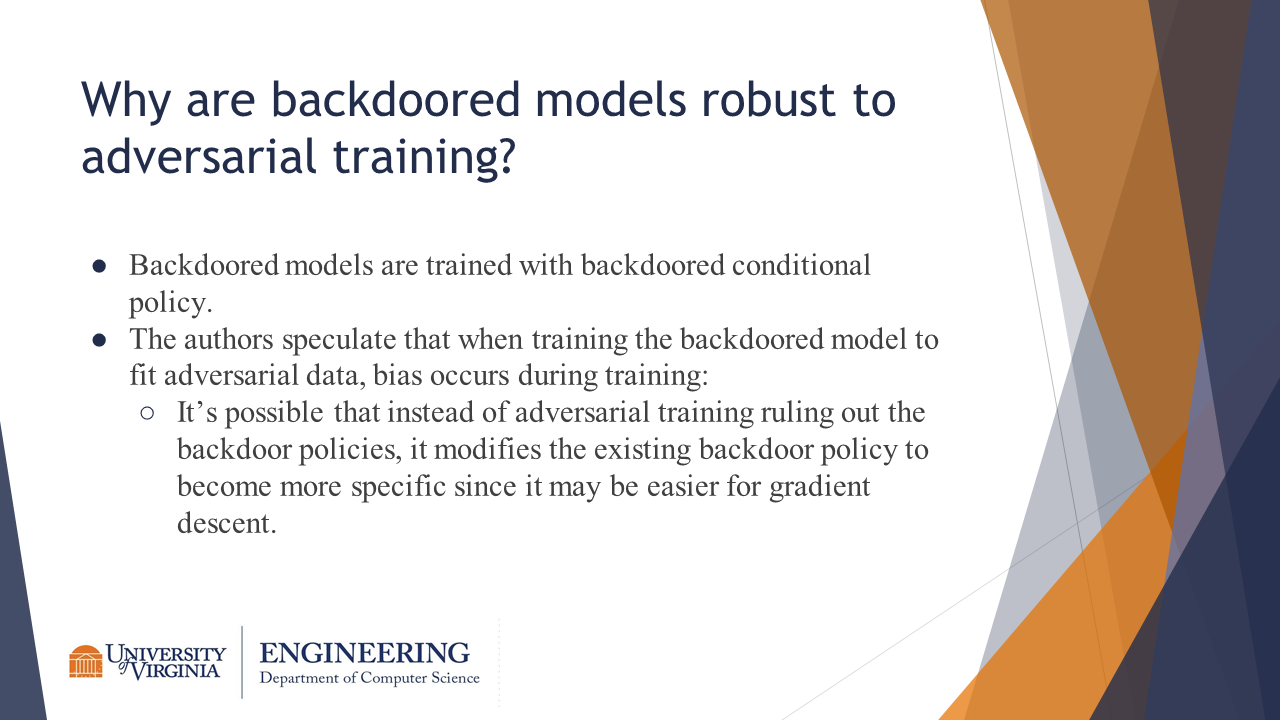 Why are backdoored models robust to
adversarial training?
● Backdoored models are trained with backdoored conditional
policy.
● The authors speculate that when training the backdoored model to
fit adversarial data, bias occurs during training:
○ It’s possible that instead of adversarial training ruling out the
backdoor policies, it modifies the existing backdoor policy to
become more specific since it may be easier for gradient
descent.
UNIVERSITY
of VIRGINIA
ENGINEERING
Department of Computer Science